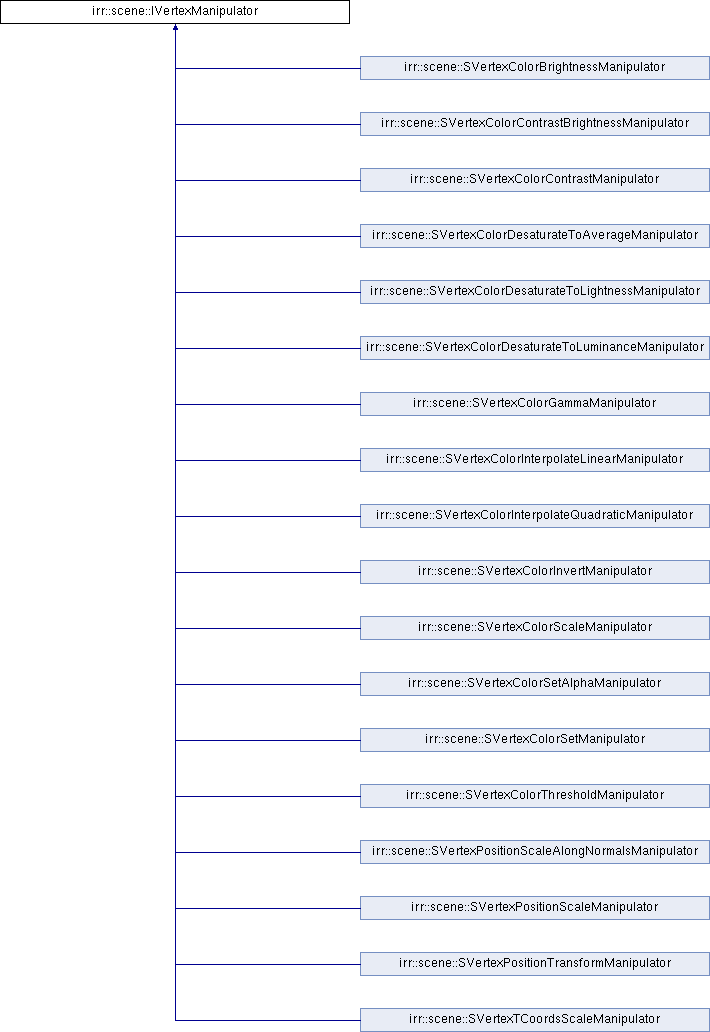 irr::scene::IVertexManipulator
irr::scene::SVertexColorBrightnessManipulator
irr::scene::SVertexColorContrastBrightnessManipulator
irr::scene::SVertexColorContrastManipulator
irr::scene::SVertexColorDesaturateToAverageManipulator
irr::scene::SVertexColorDesaturateToLightnessManipulator
irr::scene::SVertexColorDesaturateToLuminanceManipulator
irr::scene::SVertexColorGammaManipulator
irr::scene::SVertexColorInterpolateLinearManipulator
irr::scene::SVertexColorInterpolateQuadraticManipulator
irr::scene::SVertexColorInvertManipulator
irr::scene::SVertexColorScaleManipulator
irr::scene::SVertexColorSetAlphaManipulator
irr::scene::SVertexColorSetManipulator
irr::scene::SVertexColorThresholdManipulator
irr::scene::SVertexPositionScaleAlongNormalsManipulator
irr::scene::SVertexPositionScaleManipulator
irr::scene::SVertexPositionTransformManipulator
irr::scene::SVertexTCoordsScaleManipulator